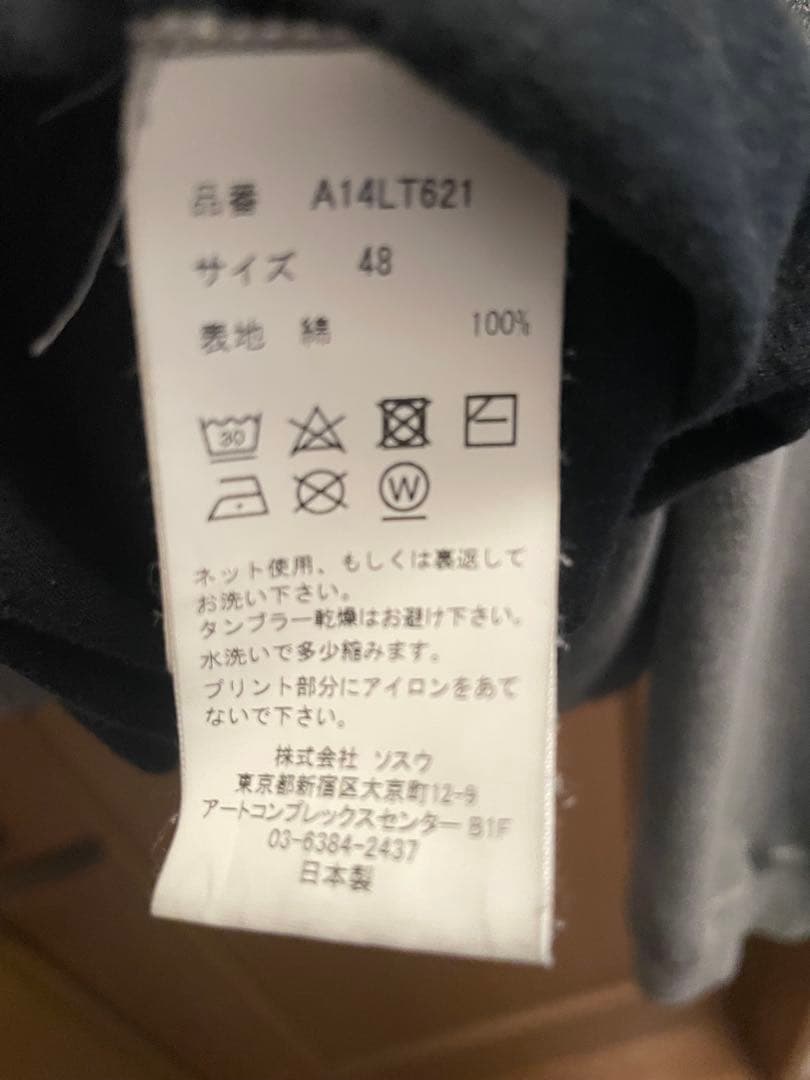 品番 A14LT621
サイズ 48
表地 綿 100%
30
W
ネット使用、もしくは裏返して
お洗い下さい。
タンブラー乾燥はお避け下さい。
水洗いで多少縮みます。
プリント部分にアイロンをあて
ないで下さい。
株式会社 ソスウ
東京都新宿区大京町12-9
アートコンプレックスセンター B1F
03-6384-2437
日本製